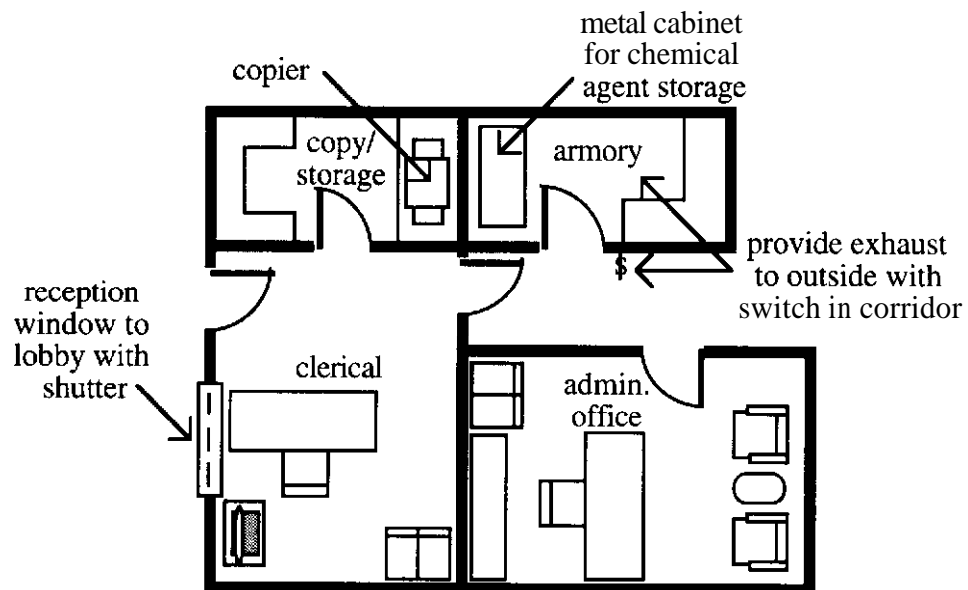 metal cabinet
for chemical
agent storage
copier
copy/
storage
armory
provide exhaust
to outside with
switch in corridor
$
reception
window to
lobby with
shutter
clerical
admin.
office